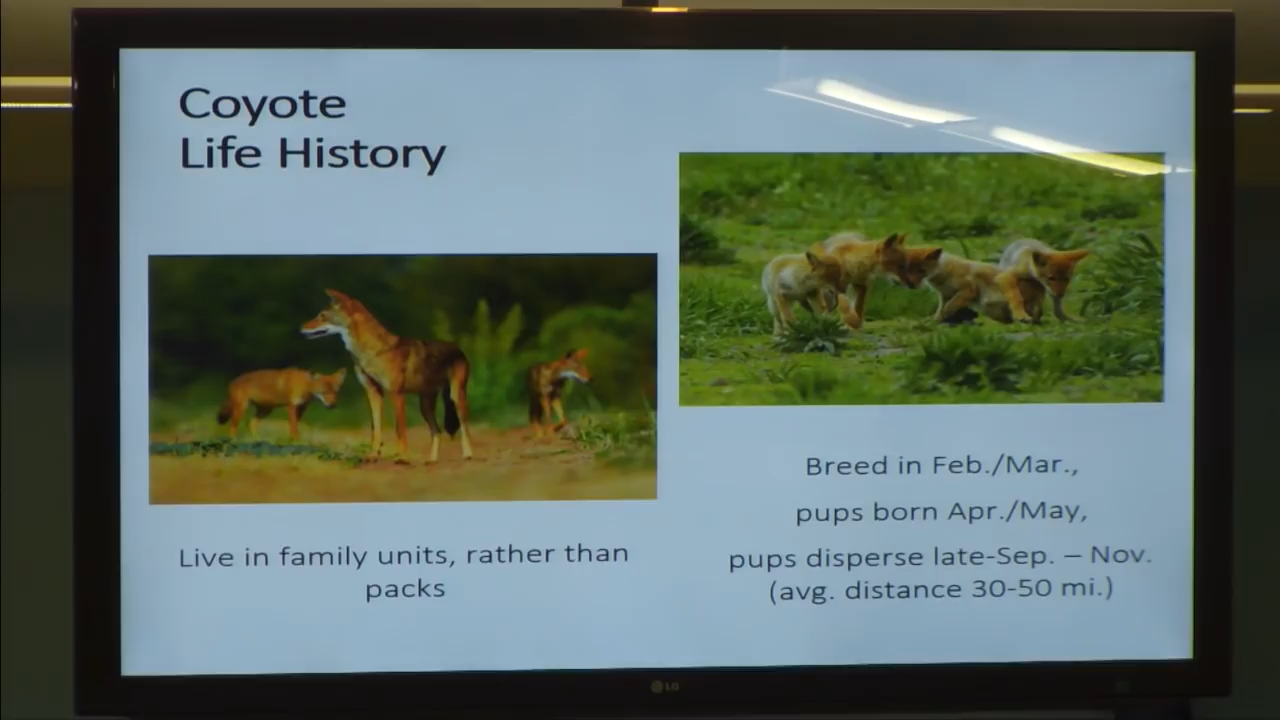 Coyote
Life History
Live in family units, rather than
packs
Breed in Feb./Mar.,
pups born Apr./May,
pups disperse late-Sep. – Nov.
(avg. distance 30-50 mi.)
LG